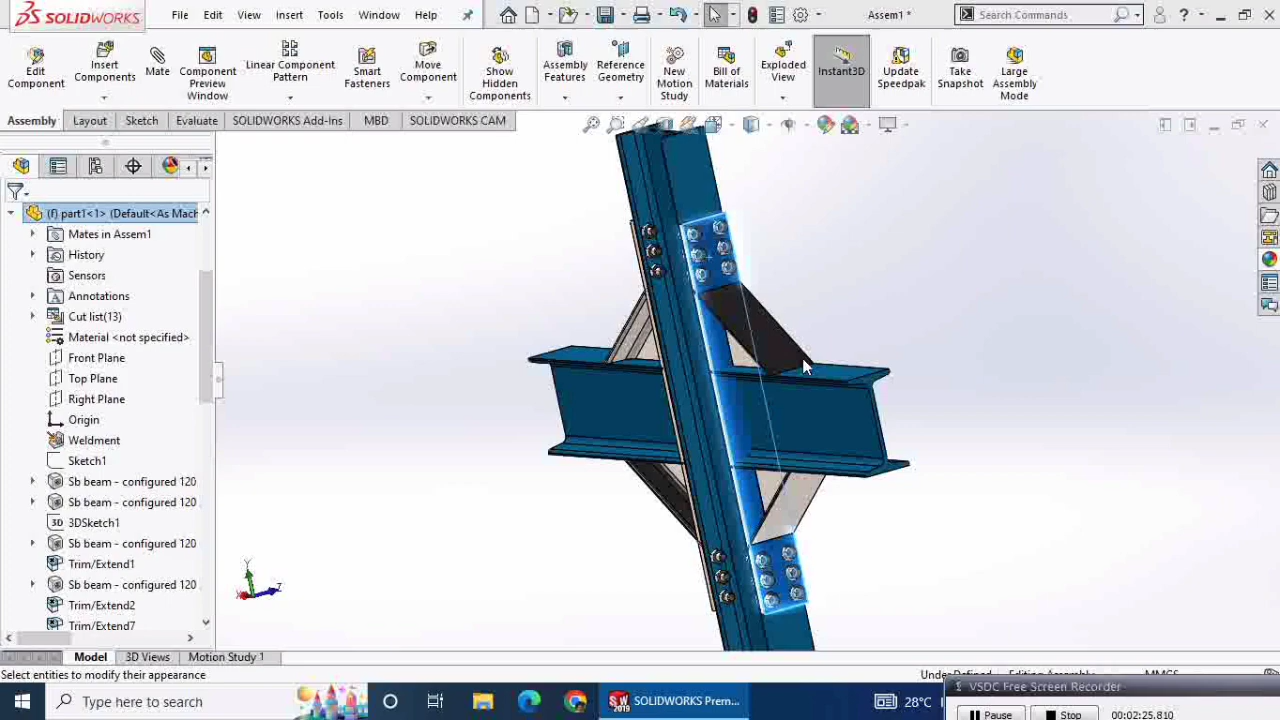 SOLIDWORKS File Edit View Insert Tools Window Help Assem1 * Search Commands ?
Edit Component
Insert Components
Mate
Component Preview Window
Linear Component Pattern
Smart Fasteners
Move Component
Show Hidden Components
Assembly Features
Reference Geometry
New Motion Study
Bill of Materials
Exploded View
Instant3D
Update Speedpak
Take Snapshot
Large Assembly Mode
Assembly Layout Sketch Evaluate SOLIDWORKS Add-Ins MBD SOLIDWORKS CAM
(f) part1<1> (Default<As Mach
Mates in Assem1
History
Sensors
Annotations
Cut list(13)
Material <not specified>
Front Plane
Top Plane
Right Plane
Origin
Weldment
Sketch1
Sb beam - configured 120
Sb beam - configured 120
3D 3DSketch1
Sb beam - configured 120
Trim/Extend1
Sb beam - configured 120
Trim/Extend2
Trim/Extend7
Y
X
Z
Model 3D Views Motion Study 1
Select entities to modify their appearance
VSDC Free Screen Recorder
Type here to search
SW 2019 SOLIDWORKS Prem...
28°C
Pause Stop 00:02:25.810